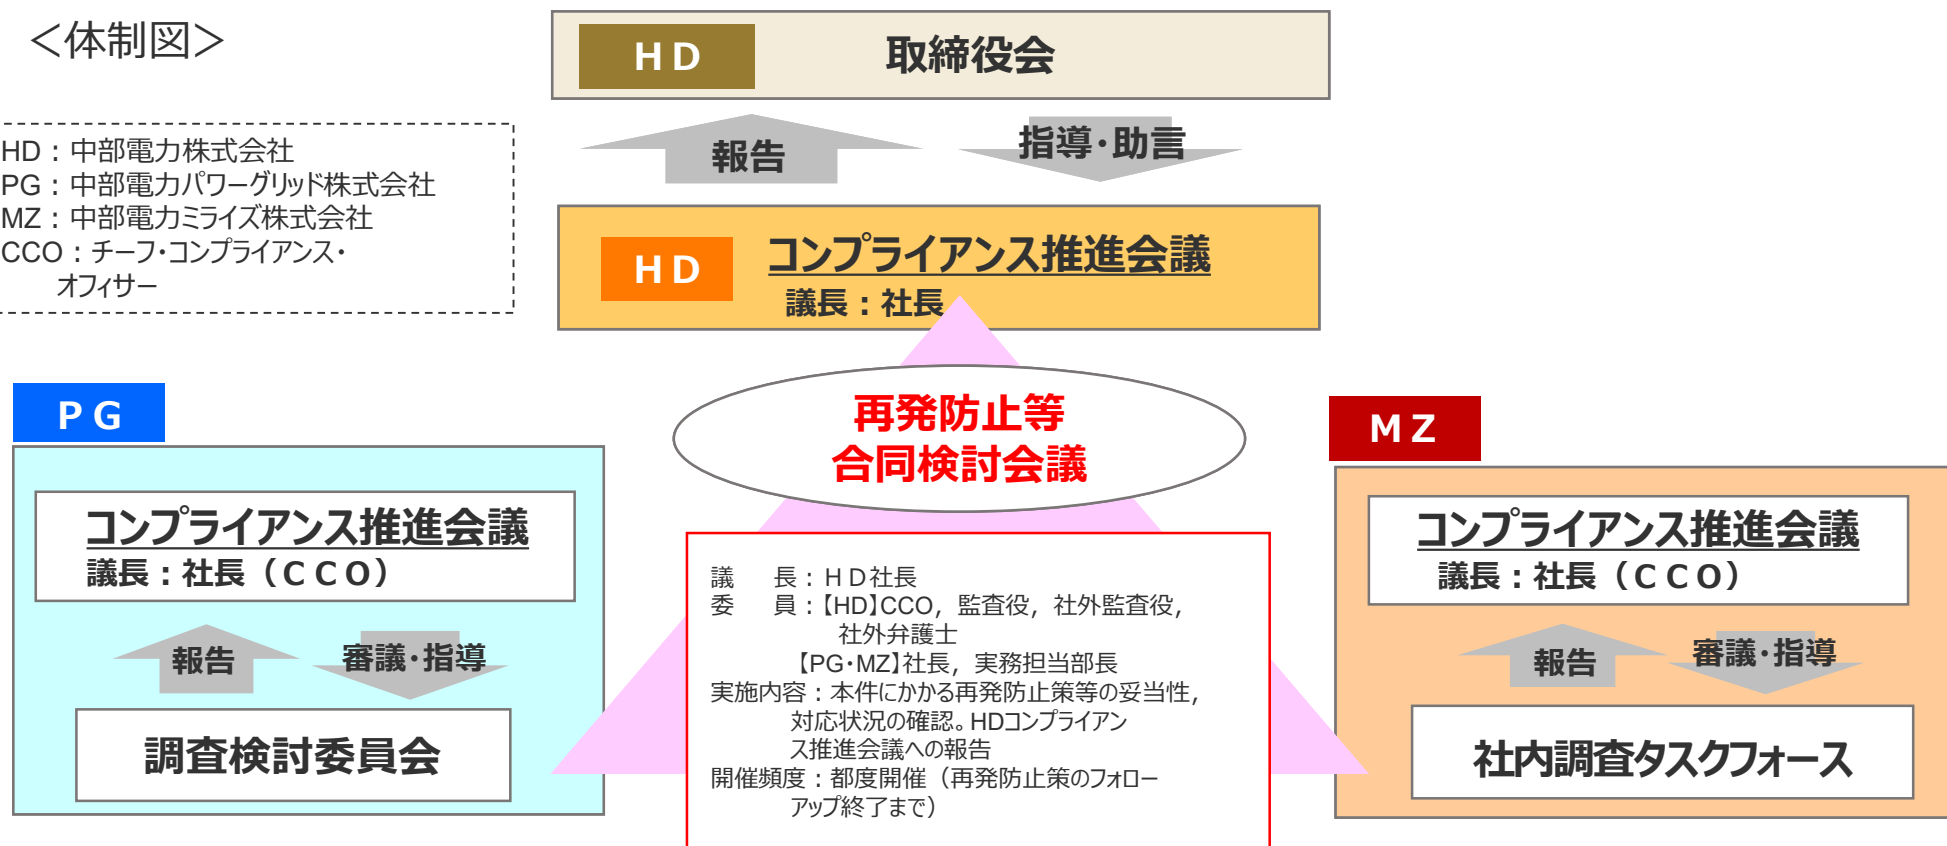 ＜体制図＞
HD 取締役会
HD：中部電力株式会社
PG：中部電力パワーグリッド株式会社
MZ：中部電力ミライズ株式会社
CCO：チーフ・コンプライアンス・
オフィサー
報告
指導・助言
HD コンプライアンス推進会議
議長：社長
再発防止等
合同検討会議
PG
コンプライアンス推進会議
議長：社長（ＣＣＯ）
報告
審議・指導
調査検討委員会
議　長：ＨＤ社長
委　員：【HD】CCO，監査役，社外監査役，
社外弁護士
【PG・MZ】社長，実務担当部長
実施内容：本件にかかる再発防止策等の妥当性，
対応状況の確認。HDコンプライアン
ス推進会議への報告
開催頻度：都度開催（再発防止策のフォロー
アップ終了まで）
MZ
コンプライアンス推進会議
議長：社長（ＣＣＯ）
報告
審議・指導
社内調査タスクフォース